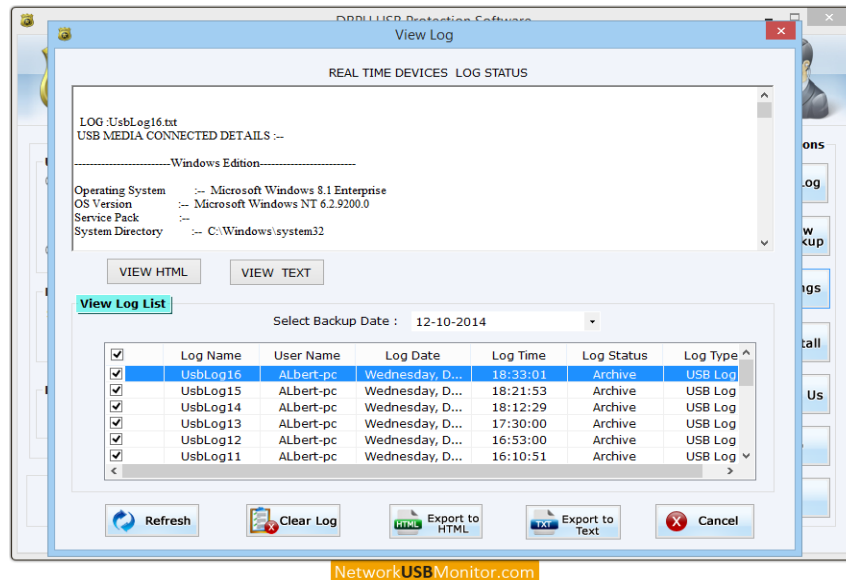 View Log
REAL TIME DEVICES LOG STATUS
LOG :UsbLog16.txt
USB MEDIA CONNECTED DETAILS :--
-------------------------Windows Edition-------------------------
Operating System :-- Microsoft Windows 8.1 Enterprise
OS Version :-- Microsoft Windows NT 6.2.9200.0
Service Pack :--
System Directory :-- C:\Windows\system32
VIEW HTML VIEW TEXT
View Log List
Select Backup Date : 12-10-2014
Log Name User Name Log Date Log Time Log Status Log Type
UsbLog16 ALbert-pc Wednesday, D... 18:33:01 Archive USB Log
UsbLog15 ALbert-pc Wednesday, D... 18:21:53 Archive USB Log
UsbLog14 ALbert-pc Wednesday, D... 18:12:29 Archive USB Log
UsbLog13 ALbert-pc Wednesday, D... 17:30:00 Archive USB Log
UsbLog12 ALbert-pc Wednesday, D... 16:53:00 Archive USB Log
UsbLog11 ALbert-pc Wednesday, D... 16:10:51 Archive USB Log
Refresh
Clear Log
HTML Export to
HTML
TXT Export to
Text
Cancel
Us
NetworkUSBMonitor.com